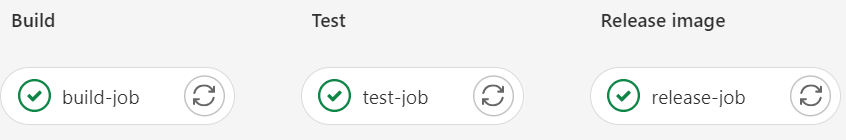 Build
Test
Release image
build-job
test-job
release-job